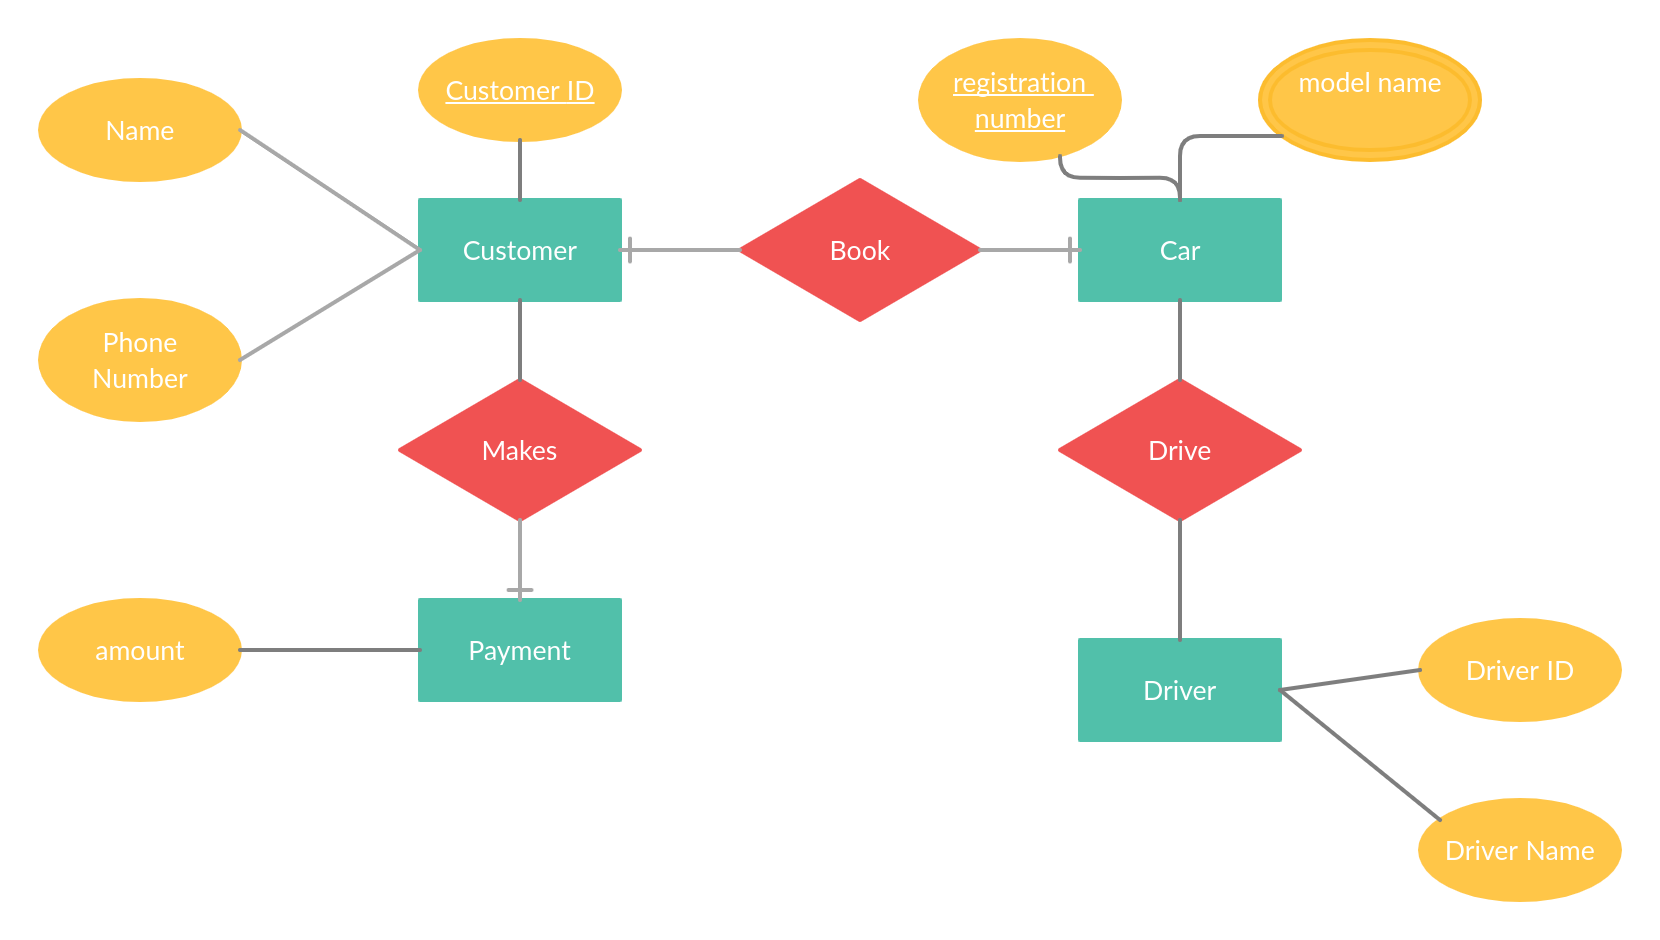 Customer ID
registration
number
model name
Name
Customer
Book
Car
Phone
Number
Makes
Drive
amount
Payment
Driver
Driver ID
Driver Name